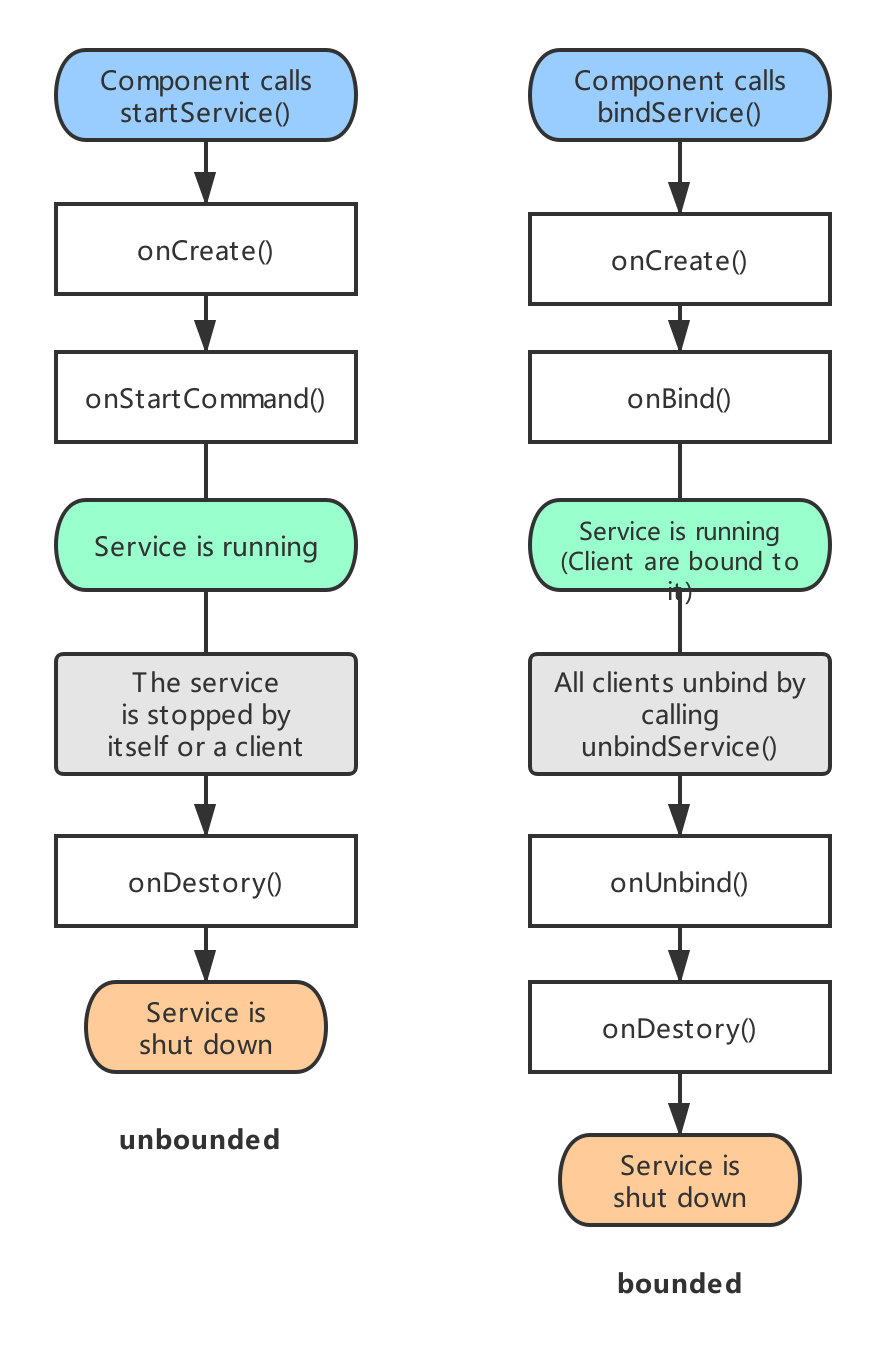 Component calls
startService()
onCreate()
onStartCommand()
Service is running
The service
is stopped by
itself or a client
onDestory()
Service is
shut down
unbounded
Component calls
bindService()
onCreate()
onBind()
Service is running
(Client are bound to
it)
All clients unbind by
calling
unbindService()
onUnbind()
onDestory()
Service is
shut down
bounded